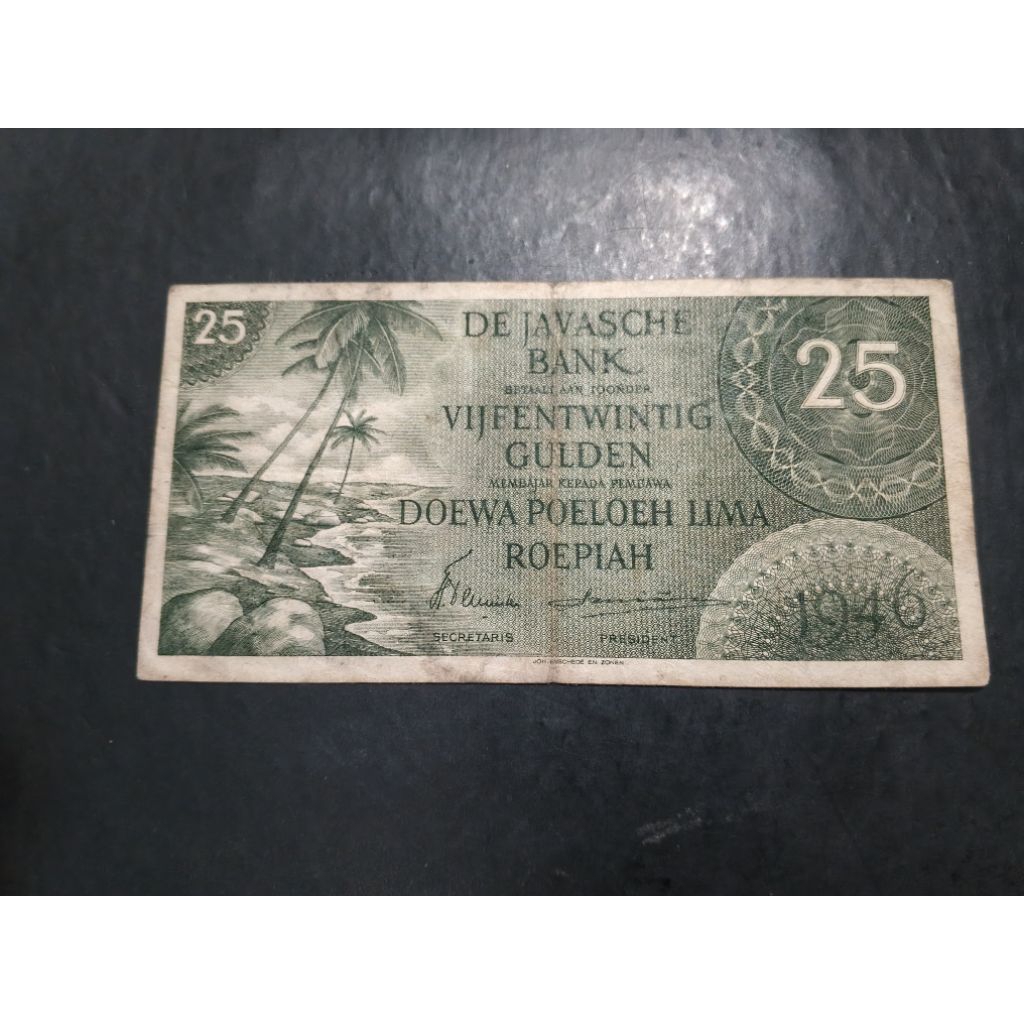 25
DE JAVASCHE
BANK
BETAALT AAN TOONDER
VIJFENTWINTIG
GULDEN
MEMBAJAR KEPADA PEMBAWA
DOEWA POELOEH LIMA
ROEPIAH
SECRETARIS PRESIDENT
JOH. ENSCHEDÉ EN ZONEN
25
1946